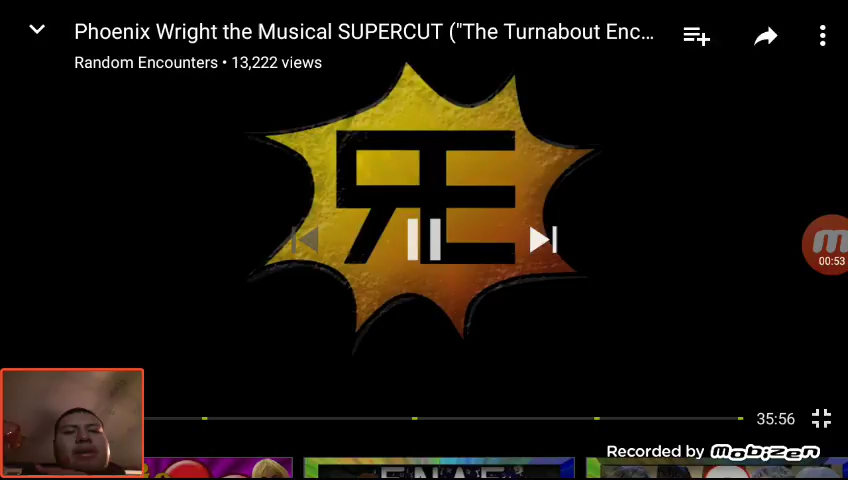 Phoenix Wright the Musical SUPERCUT ("The Turnabout Enc...
Random Encounters • 13,222 views
RE
00:53
35:56
Recorded by Mobizen